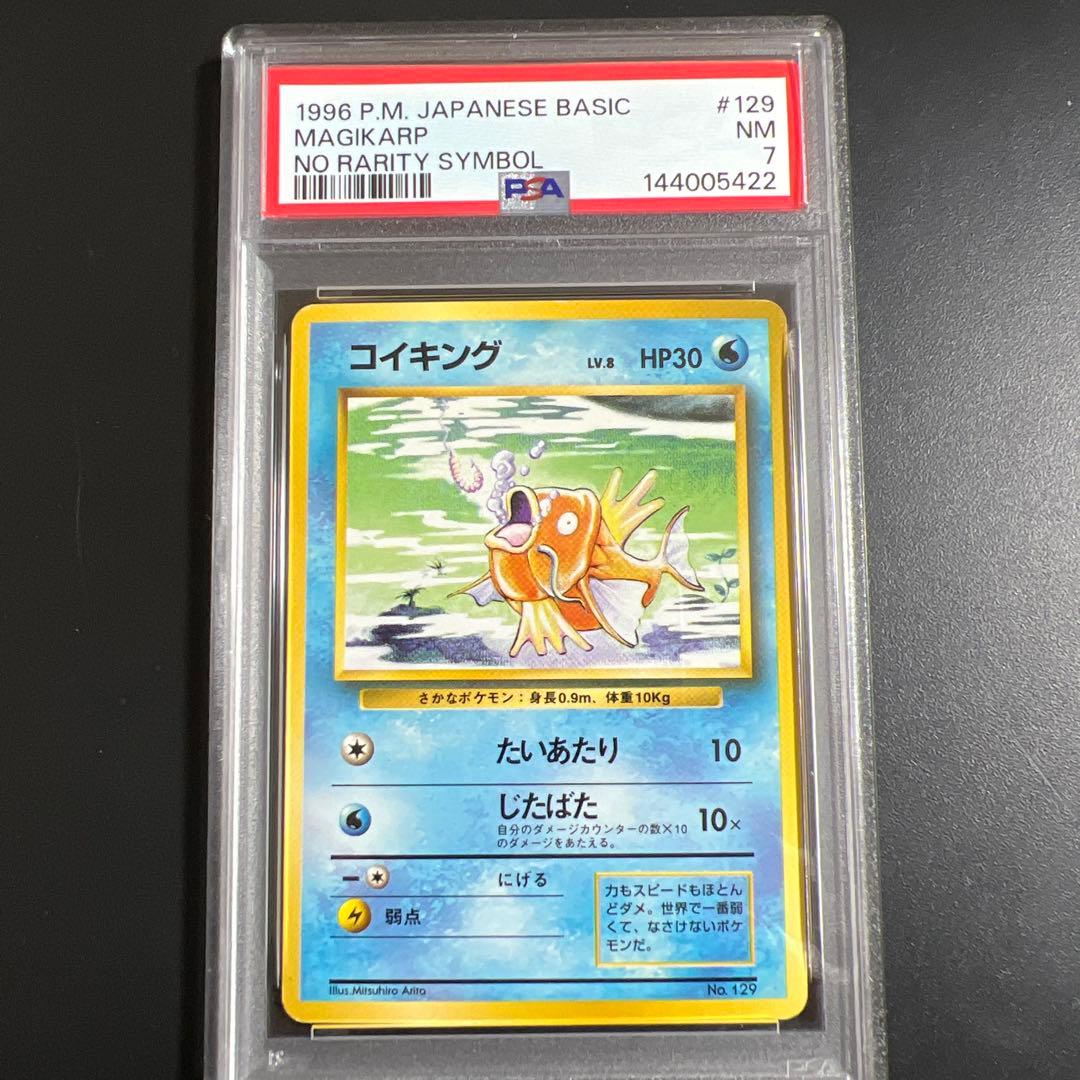 1996 P.M. JAPANESE BASIC #129
MAGIKARP NM
NO RARITY SYMBOL 7
PSA 144005422
コイキング LV.8 HP30
さかなポケモン：身長0.9m、体重10Kg
たいあたり 10
じたばた 10×
自分のダメージカウンターの数×10
のダメージをあたえる。
にげる
弱点
力もスピードもほとん
どダメ。世界で一番弱
くて、なさけないポケ
モンだ。
Illus.Mitsuhiro Arita No. 129